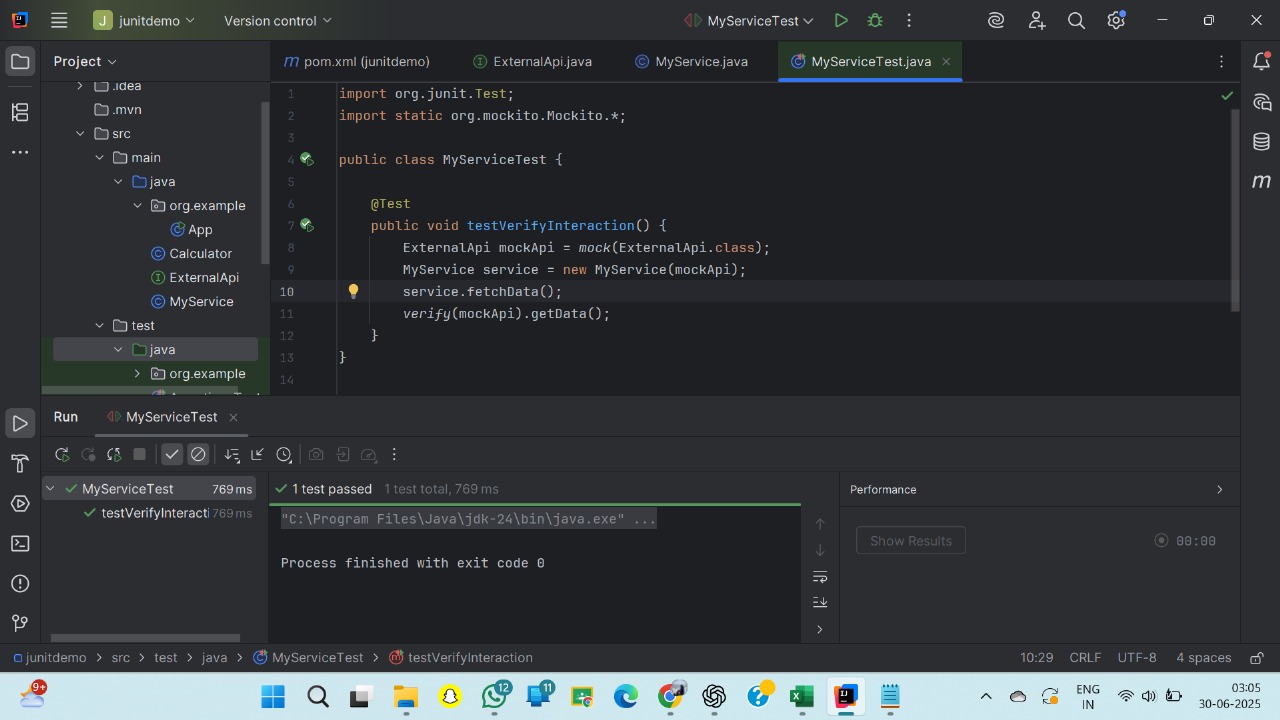 J junitdemo Version control MyServiceTest
Project
pom.xml (junitdemo) ExternalApi.java MyService.java MyServiceTest.java
.idea
.mvn
src
main
java
org.example
App
Calculator
ExternalApi
MyService
test
java
org.example
1 import org.junit.Test;
2 import static org.mockito.Mockito.*;
3
4 public class MyServiceTest {
5
6 @Test
7 public void testVerifyInteraction() {
8 ExternalApi mockApi = mock(ExternalApi.class);
9 MyService service = new MyService(mockApi);
10 service.fetchData();
11 verify(mockApi).getData();
12 }
13 }
14
Run MyServiceTest
MyServiceTest 769 ms
testVerifyInteracti 769 ms
1 test passed 1 test total, 769 ms
"C:\Program Files\Java\jdk-24\bin\java.exe" ...
Process finished with exit code 0
Performance
Show Results 00:00
junitdemo > src > test > java > MyServiceTest > testVerifyInteraction 10:29 CRLF UTF-8 4 spaces
9+ 12 11 ENG
IN
03:05
30-06-2025